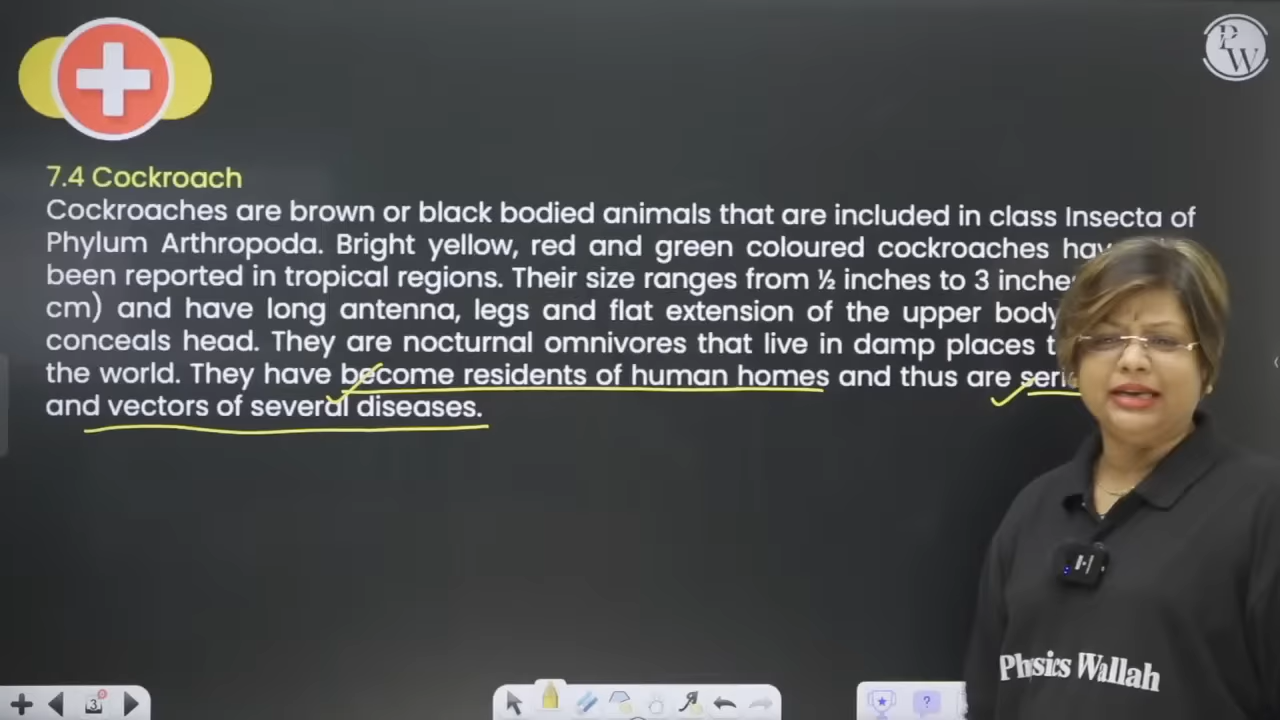 PW
7.4 Cockroach
Cockroaches are brown or black bodied animals that are included in class Insecta of
Phylum Arthropoda. Bright yellow, red and green coloured cockroaches
been reported in tropical regions. Their size ranges from ½ inches to 3
cm) and have long antenna, legs and flat extension of the upper body
conceals head. They are nocturnal omnivores that live in damp places
the world. They have become residents of human homes and thus are
and vectors of several diseases.
Physics Wallah
3